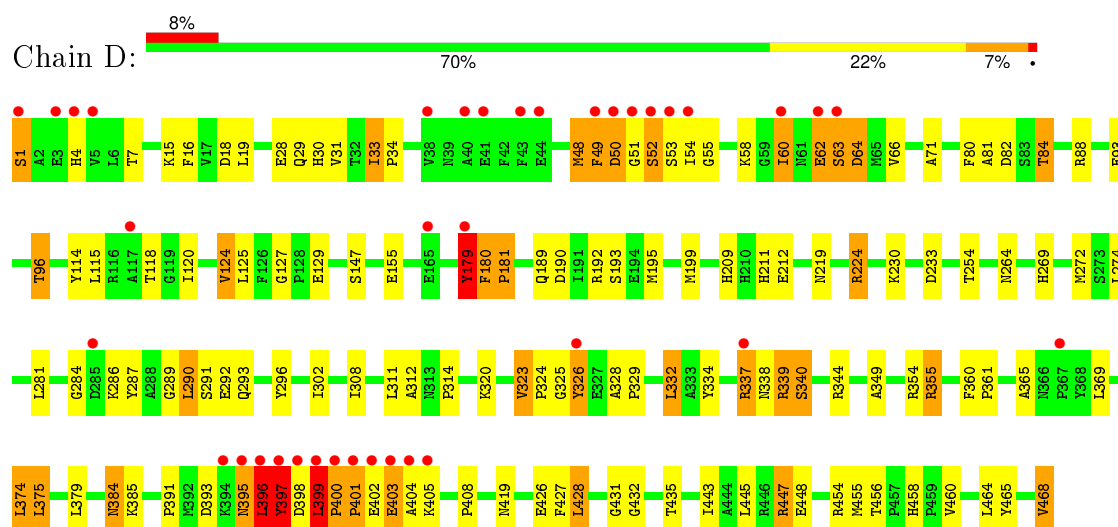 8%
Chain D:
70% 22% 7% •
S1 A2 E3 H4 V5 L6 T7 K15 F16 V17 D18 L19 E28 Q29 H30 V31 T32 I33 P34 V38 N39 A40 E41 F42 F43 E44 M48 F49 D50 G51 S52 S53 I54 G55 K58 G59 I60 N61 E62 S63 D64 M65 V66 A71 F80 A81 D82 S83 T84 R88
T96 Y114 L115 R116 A117 T118 G119 I120 V124 L125 F126 G127 P128 E129 S147 E155 E165 Y179 F180 P181 Q189 D190 I191 R192 S193 E194 M195 M199 H209 H210 H211 E212 N219 R224 K230 D233 T254 N264 H269 M272 S273 L274
L281 G284 D285 K286 Y287 A288 G289 L290 S291 E292 Q293 Y296 I302 I308 L311 A312 N313 P314 K320 V323 P324 G325 Y326 E327 A328 P329 L332 A333 Y334 R337 N338 R339 S340 R344 A349 R354 R355 F360 P361 A365 N366 P367 Y368 L369
L374 L375 L379 N384 K385 P391 M392 D393 K394 N395 L396 Y397 D398 L399 P400 P401 E402 E403 A404 K405 P408 N419 E426 F427 L428 G431 G432 T435 I443 A444 L445 R446 R447 E448 R454 M455 T456 P457 H458 P459 V460 L464 Y465 V468